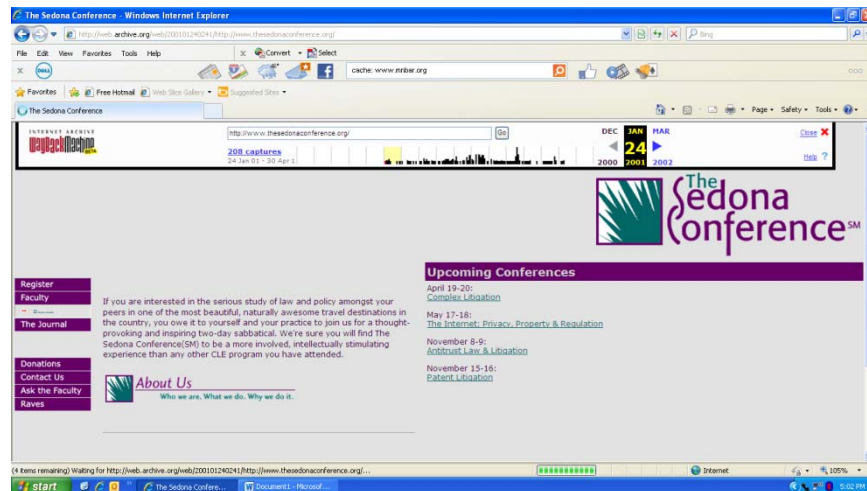 The Sedona Conference - Windows Internet Explorer
http://web.archive.org/web/200101240241/http://www.thesedonaconference.org/
Bing
File Edit View Favorites Tools Help
x Convert Select
x DELL
cache: www.mnbar.org
Favorites Free Hotmail Web Slice Gallery Suggested Sites
The Sedona Conference
Page Safety Tools
INTERNET ARCHIVE
WayBackMachine
BETA
http://www.thesedonaconference.org/
Go
208 captures
24 Jan 01 - 30 Apr 1
DEC JAN MAR
24
2000 2001 2002
Close
Help ?
The
Sedona
Conference SM
Register
Faculty
The Journal
Donations
Contact Us
Ask the Faculty
Raves
If you are interested in the serious study of law and policy amongst your
peers in one of the most beautiful, naturally awesome travel destinations in
the country, you owe it to yourself and your practice to join us for a thought-
provoking and inspiring two-day sabbatical. We're sure you will find The
Sedona Conference(SM) to be a more involved, intellectually stimulating
experience than any other CLE program you have attended.
About Us
Who we are. What we do. Why we do it.
Upcoming Conferences
April 19-20:
Complex Litigation
May 17-18:
The Internet: Privacy, Property & Regulation
November 8-9:
Antitrust Law & Litigation
November 15-16:
Patent Litigation
(4 items remaining) Waiting for http://web.archive.org/web/200101240241/http://www.thesedonaconference.org/...
Internet
105%
start
The Sedona Confere...
Document1 - Microsof...
5:02 PM